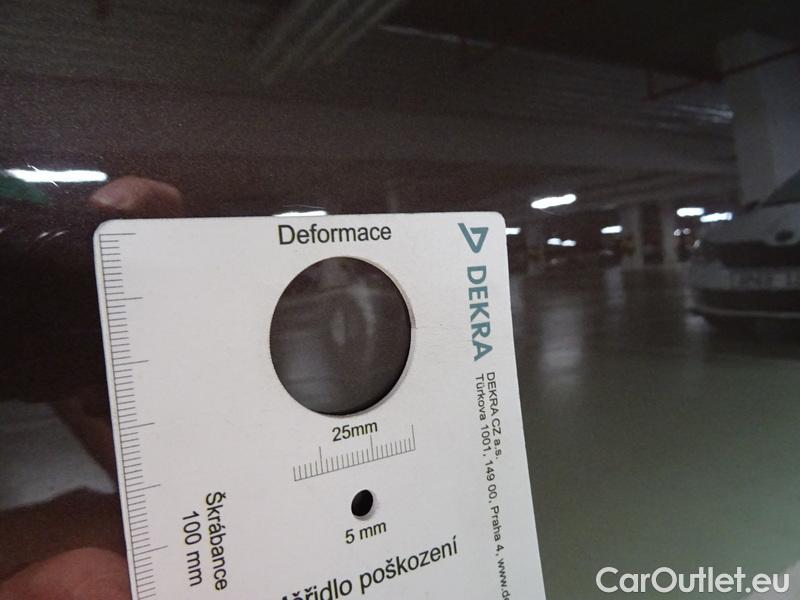 Deformace
DEKRA
DEKRA CZ a.s.
Türkova 1001, 149 00, Praha 4,
25mm
5 mm
Škrábance
100 mm
poškození
CarOutlet.eu